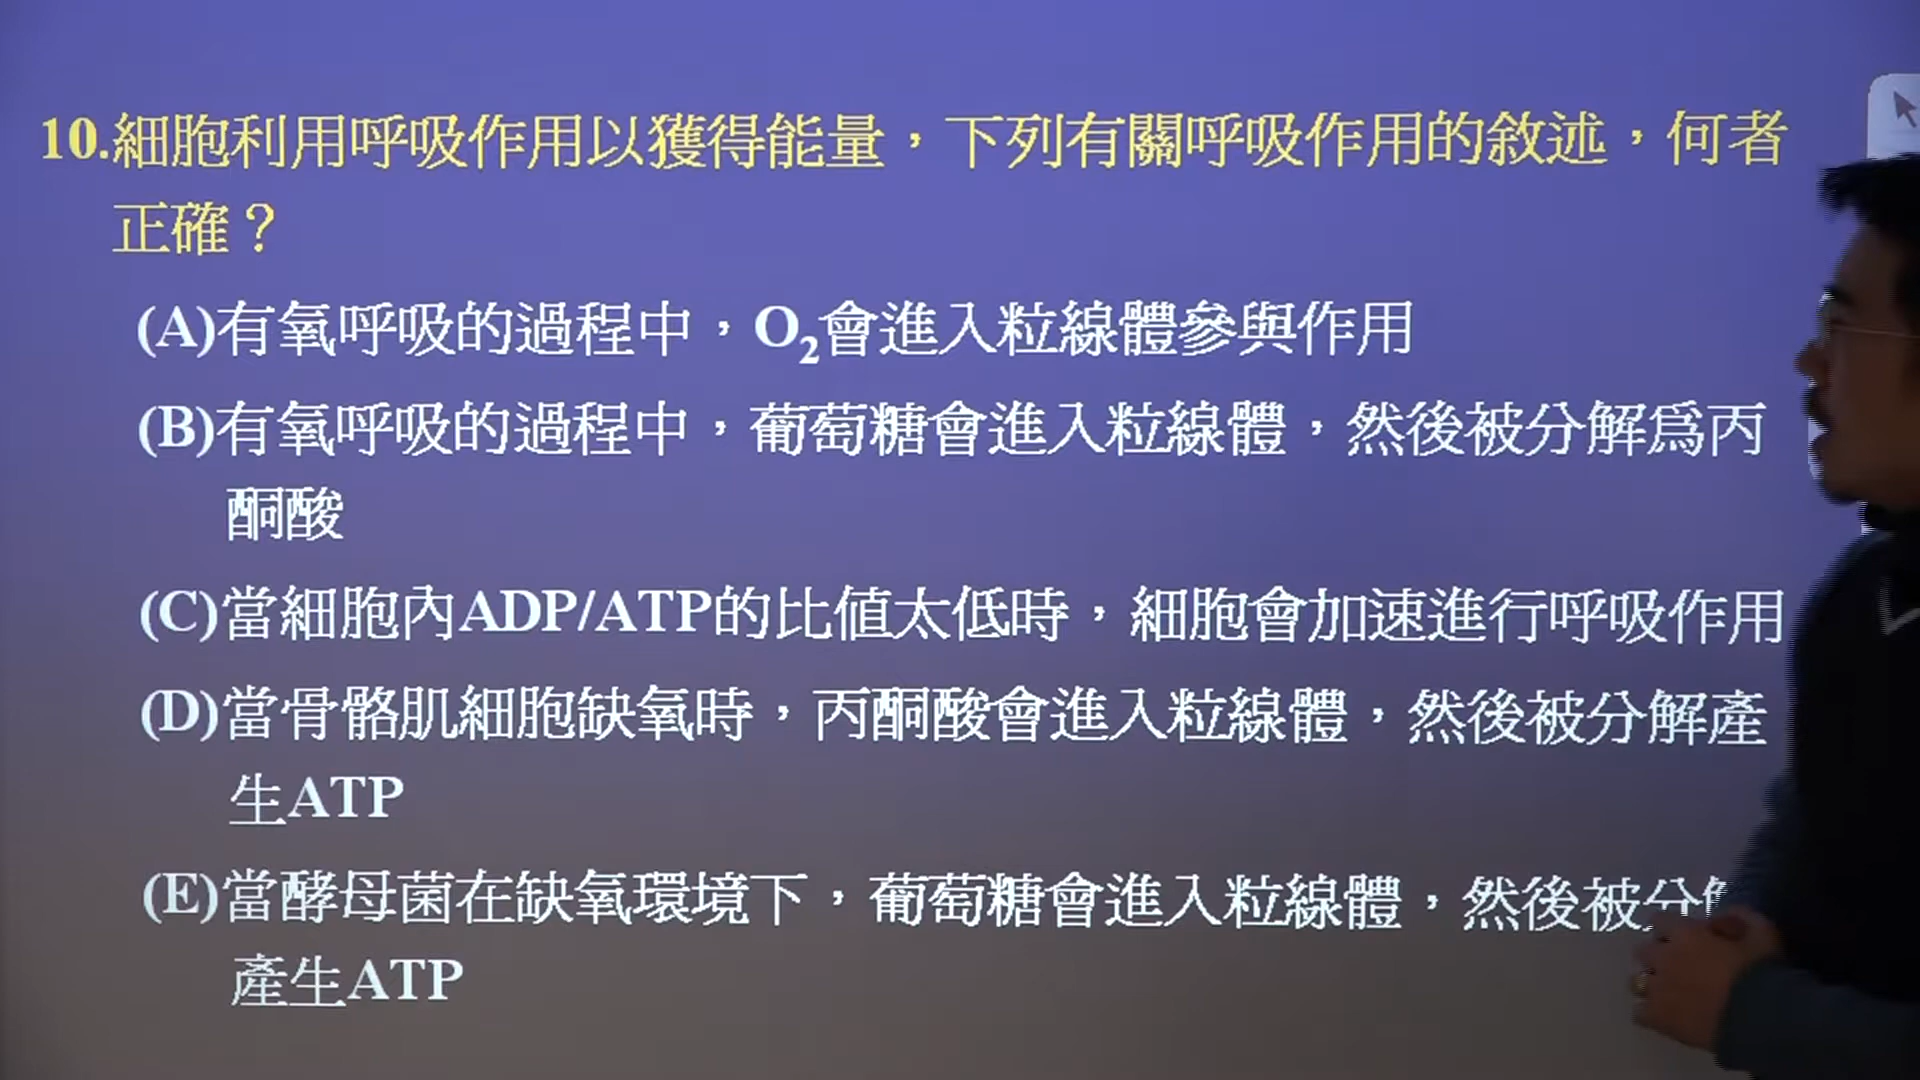 10.細胞利用呼吸作用以獲得能量，下列有關呼吸作用的敘述，何者
正確？
(A)有氧呼吸的過程中，O₂會進入粒線體參與作用
(B)有氧呼吸的過程中，葡萄糖會進入粒線體，然後被分解爲丙
酮酸
(C)當細胞內ADP/ATP的比值太低時，細胞會加速進行呼吸作用
(D)當骨骼肌細胞缺氧時，丙酮酸會進入粒線體，然後被分解產
生ATP
(E)當酵母菌在缺氧環境下，葡萄糖會進入粒線體，然後被分
產生ATP